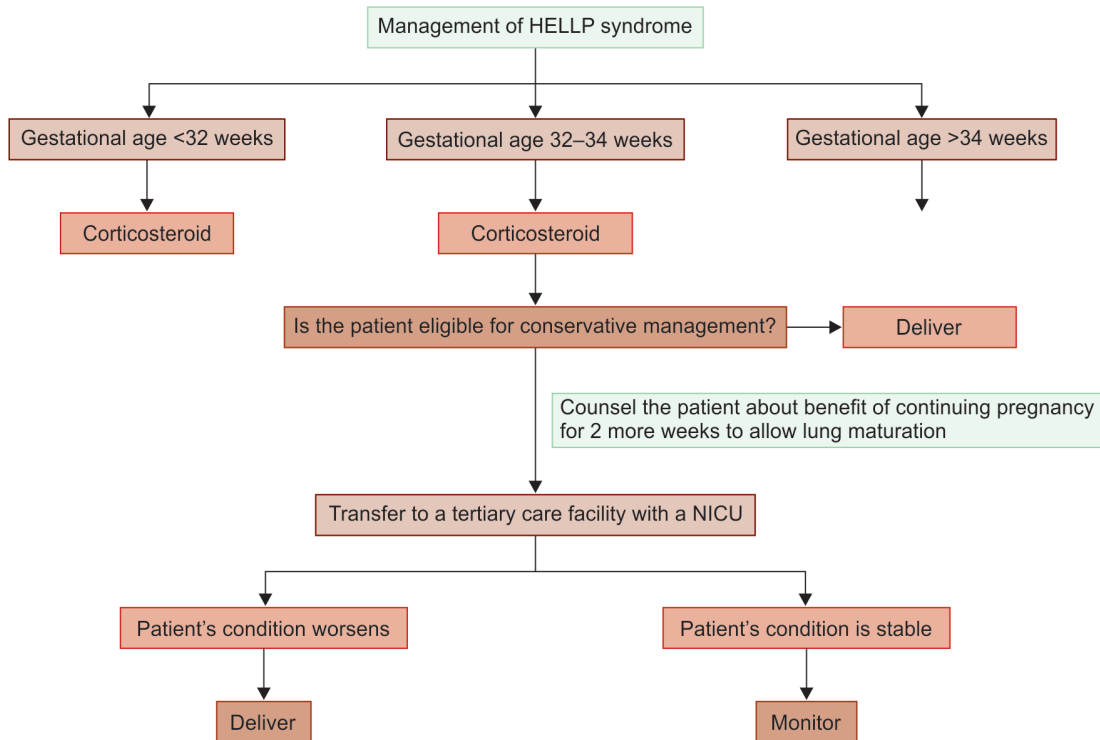 Management of HELLP syndrome
Gestational age <32 weeks
Gestational age 32–34 weeks
Gestational age >34 weeks
Corticosteroid
Corticosteroid
Is the patient eligible for conservative management?
Deliver
Counsel the patient about benefit of continuing pregnancy
for 2 more weeks to allow lung maturation
Transfer to a tertiary care facility with a NICU
Patient’s condition worsens
Patient’s condition is stable
Deliver
Monitor